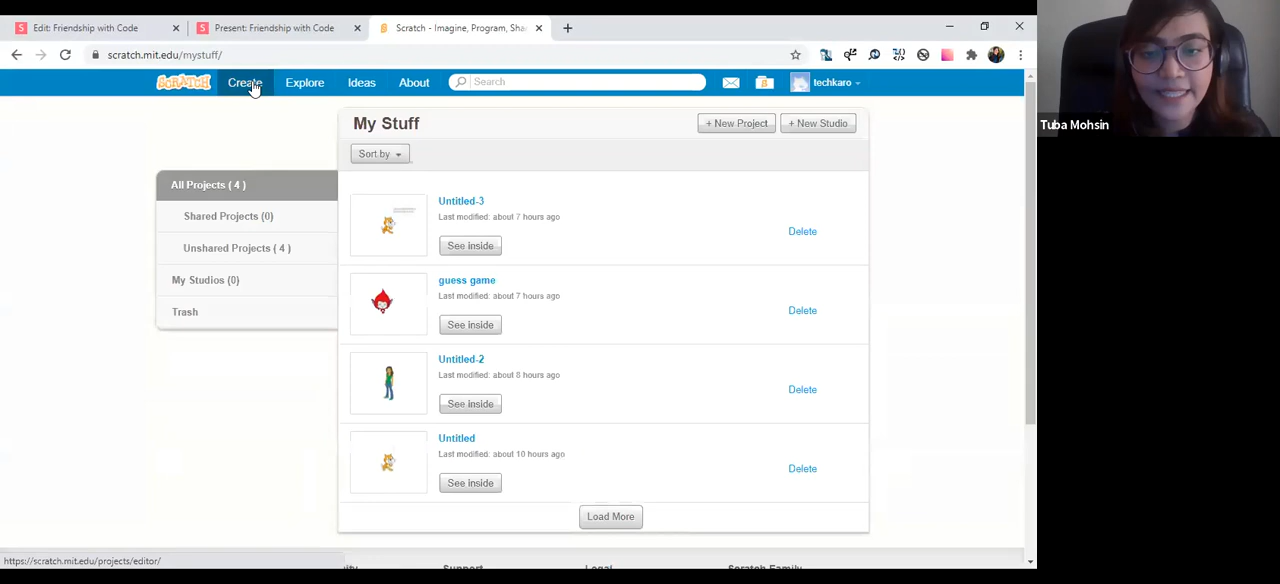 Edit: Friendship with Code
Present: Friendship with Code
Scratch - Imagine, Program, Sha
scratch.mit.edu/mystuff/
SCRATCH
Create
Explore
Ideas
About
Search
techkaro
Tuba Mohsin
My Stuff
+ New Project
+ New Studio
Sort by
All Projects ( 4 )
Shared Projects (0)
Unshared Projects ( 4 )
My Studios (0)
Trash
Untitled-3
Last modified: about 7 hours ago
See inside
Delete
guess game
Last modified: about 7 hours ago
See inside
Delete
Untitled-2
Last modified: about 8 hours ago
See inside
Delete
Untitled
Last modified: about 10 hours ago
See inside
Delete
Load More
https://scratch.mit.edu/projects/editor/
Support
Legal
Scratch Family